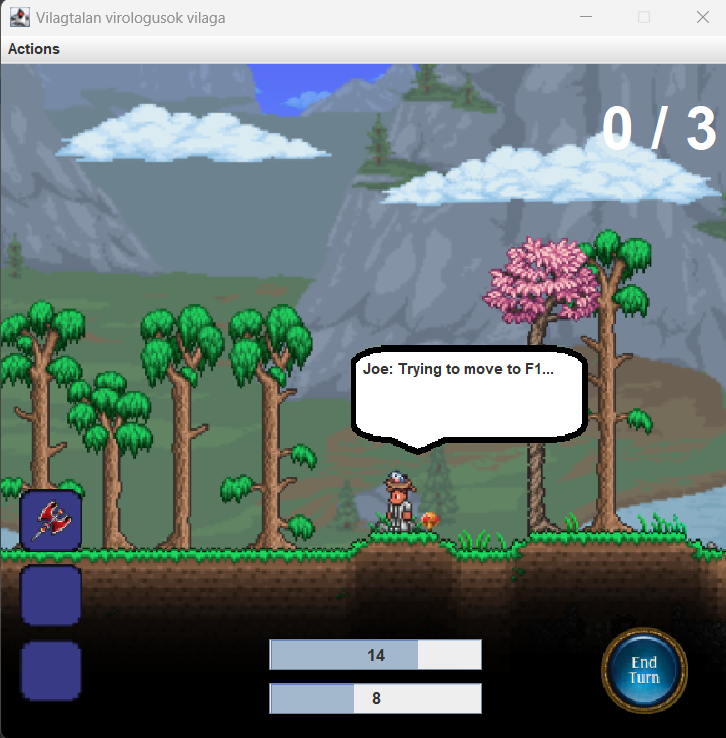 Vilagtalan virologusok vilaga
Actions
0 / 3
Joe: Trying to move to F1...
14
8
End
Turn